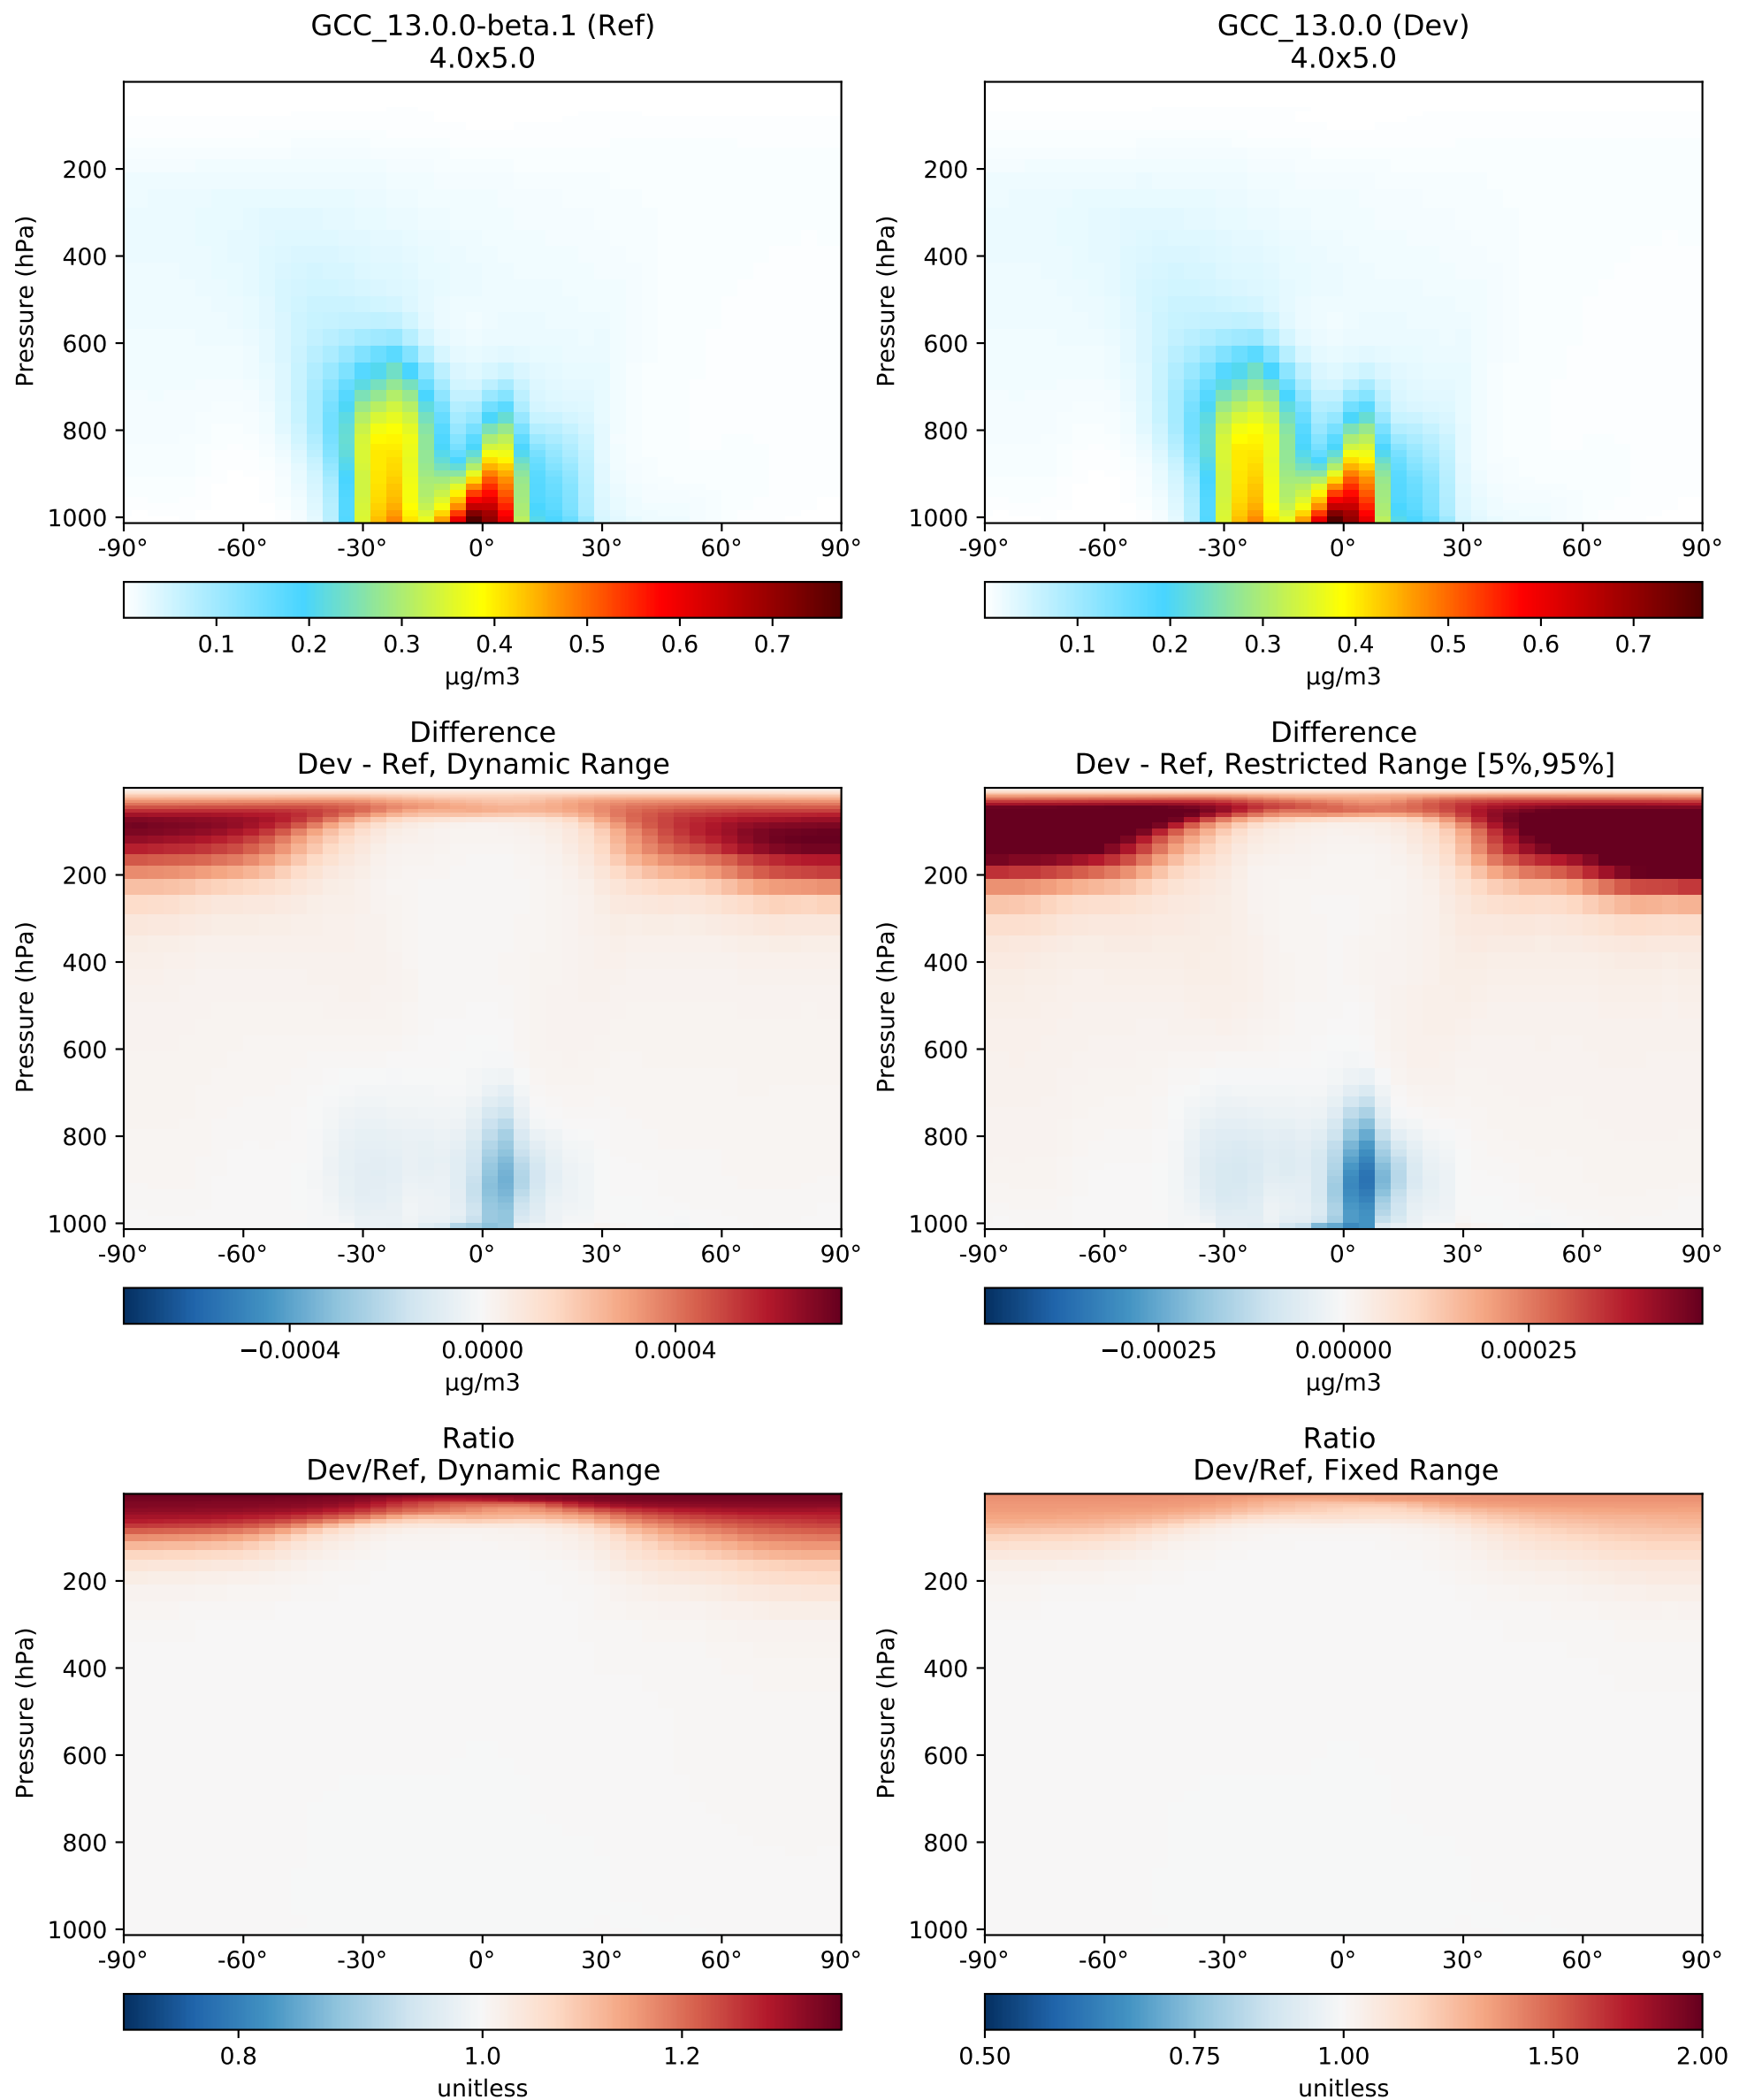 GCC_13.0.0-beta.1 (Ref)
4.0x5.0
Pressure (hPa)
200
400
600
800
1000
-90° -60° -30° 0° 30° 60° 90°
0.1 0.2 0.3 0.4 0.5 0.6 0.7
µg/m3
GCC_13.0.0 (Dev)
4.0x5.0
Pressure (hPa)
200
400
600
800
1000
-90° -60° -30° 0° 30° 60° 90°
0.1 0.2 0.3 0.4 0.5 0.6 0.7
µg/m3
Difference
Dev - Ref, Dynamic Range
Pressure (hPa)
200
400
600
800
1000
-90° -60° -30° 0° 30° 60° 90°
−0.0004 0.0000 0.0004
µg/m3
Difference
Dev - Ref, Restricted Range [5%,95%]
Pressure (hPa)
200
400
600
800
1000
-90° -60° -30° 0° 30° 60° 90°
−0.00025 0.00000 0.00025
µg/m3
Ratio
Dev/Ref, Dynamic Range
Pressure (hPa)
200
400
600
800
1000
-90° -60° -30° 0° 30° 60° 90°
0.8 1.0 1.2
unitless
Ratio
Dev/Ref, Fixed Range
Pressure (hPa)
200
400
600
800
1000
-90° -60° -30° 0° 30° 60° 90°
0.50 0.75 1.00 1.50 2.00
unitless